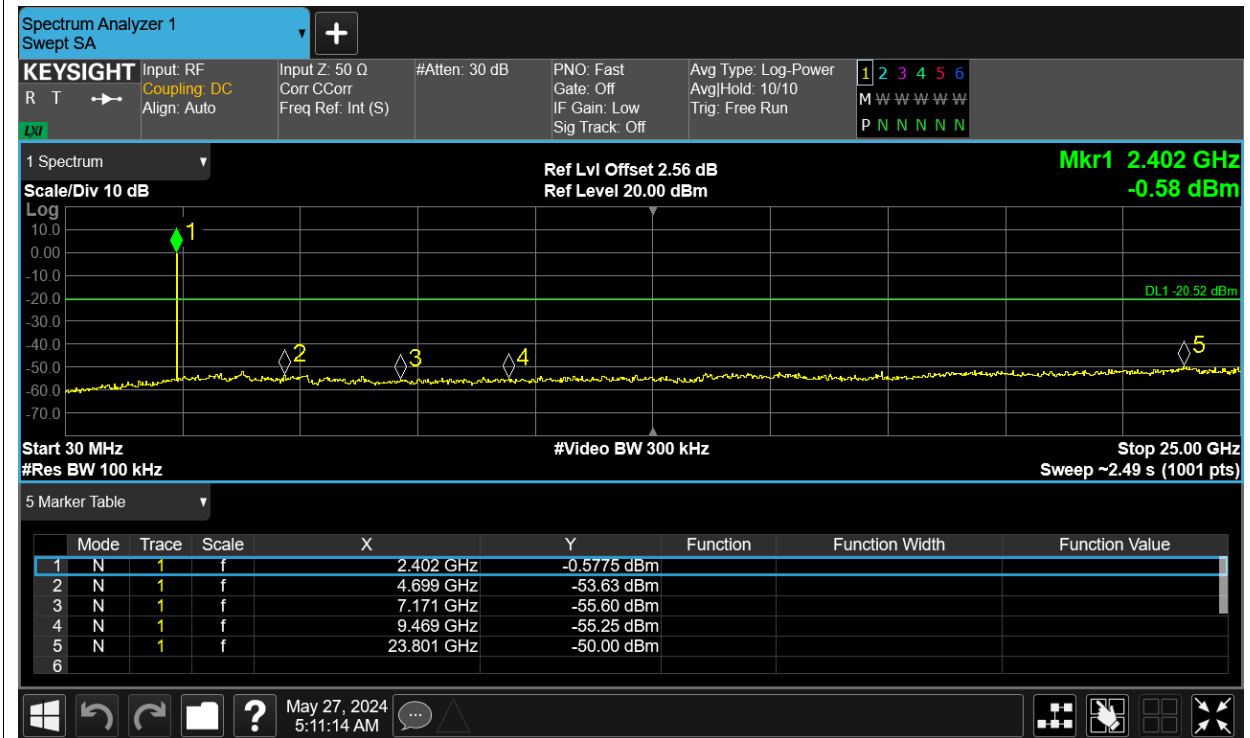 Spectrum Analyzer 1
Swept SA
KEYSIGHT
R T
LXI
Input: RF
Coupling: DC
Align: Auto
Input Z: 50 Ω
Corr CCorr
Freq Ref: Int (S)
#Atten: 30 dB
PNO: Fast
Gate: Off
IF Gain: Low
Sig Track: Off
Avg Type: Log-Power
Avg|Hold: 10/10
Trig: Free Run
1 2 3 4 5 6
M W W W W W
P N N N N N
1 Spectrum
Scale/Div 10 dB
Ref Lvl Offset 2.56 dB
Ref Level 20.00 dBm
Mkr1 2.402 GHz
-0.58 dBm
Log
10.0
0.00
-10.0
-20.0
-30.0
-40.0
-50.0
-60.0
-70.0
1
2
3
4
5
DL1 -20.52 dBm
Start 30 MHz
#Res BW 100 kHz
#Video BW 300 kHz
Stop 25.00 GHz
Sweep ~2.49 s (1001 pts)
5 Marker Table
Mode Trace Scale X Y Function Function Width Function Value
1 N 1 f 2.402 GHz -0.5775 dBm
2 N 1 f 4.699 GHz -53.63 dBm
3 N 1 f 7.171 GHz -55.60 dBm
4 N 1 f 9.469 GHz -55.25 dBm
5 N 1 f 23.801 GHz -50.00 dBm
6
?
May 27, 2024
5:11:14 AM